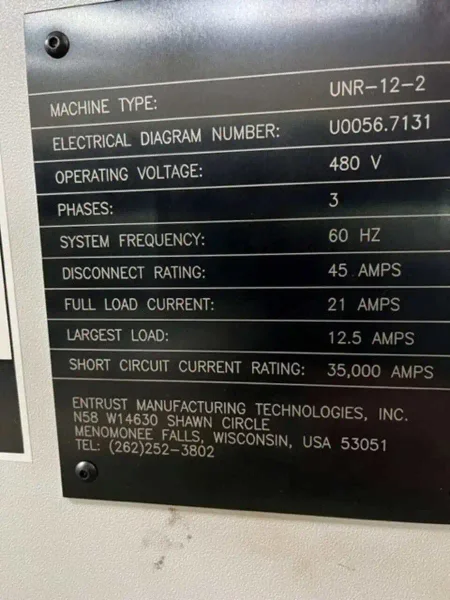 MACHINE TYPE: UNR-12-2
ELECTRICAL DIAGRAM NUMBER: U0056.7131
OPERATING VOLTAGE: 480 V
PHASES: 3
SYSTEM FREQUENCY: 60 HZ
DISCONNECT RATING: 45 AMPS
FULL LOAD CURRENT: 21 AMPS
LARGEST LOAD: 12.5 AMPS
SHORT CIRCUIT CURRENT RATING: 35,000 AMPS
ENTRUST MANUFACTURING TECHNOLOGIES, INC.
N58 W14630 SHAWN CIRCLE
MENOMONEE FALLS, WISCONSIN, USA 53051
TEL: (262)252-3802